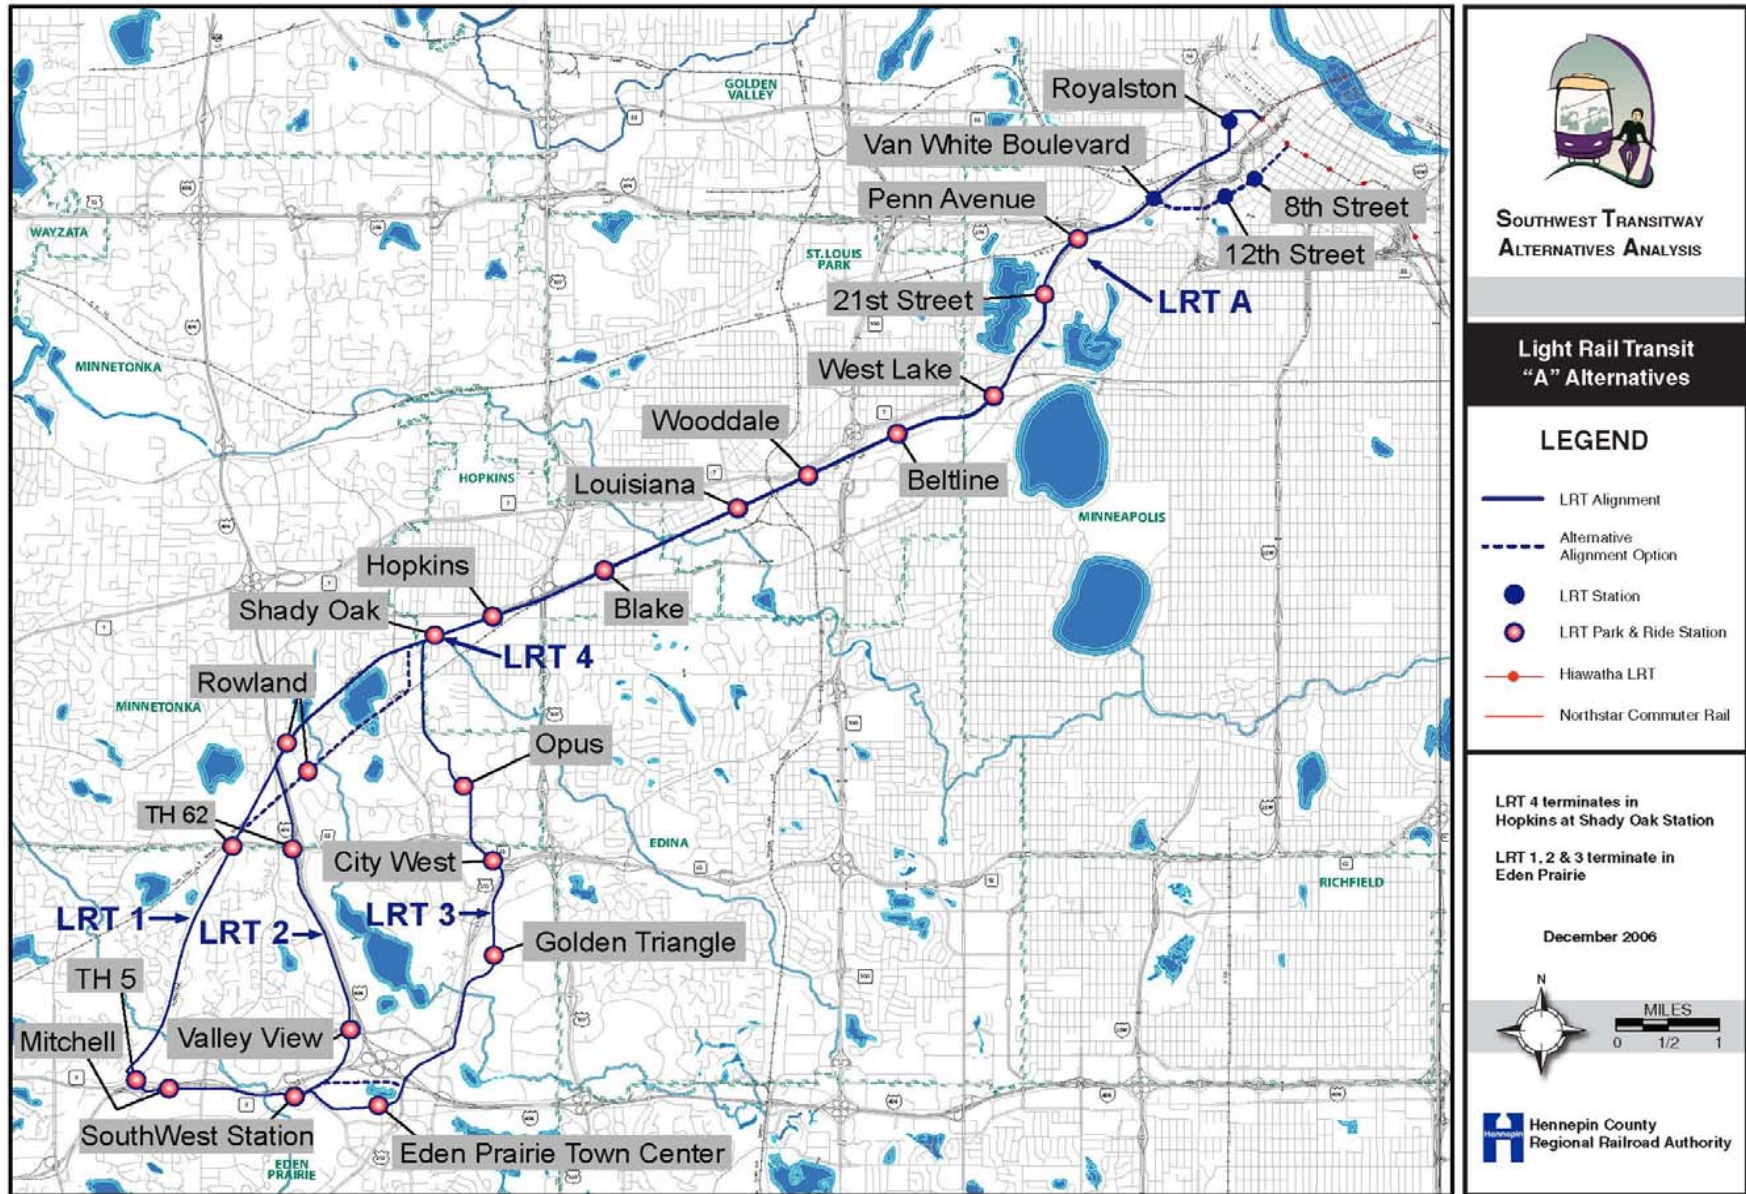 Royalston
GOLDEN
VALLEY
Van White Boulevard
Penn Avenue
8th Street
WAYZATA
ST.LOUIS
PARK
12th Street
21st Street
LRT A
MINNETONKA
West Lake
Wooddale
HOPKINS
Louisiana
Beltline
MINNEAPOLIS
Hopkins
Shady Oak
Blake
LRT 4
Rowland
MINNETONKA
Opus
TH 62
EDINA
City West
RICHFIELD
LRT 1
LRT 2
LRT 3
Golden Triangle
TH 5
Mitchell
Valley View
SouthWest Station
Eden Prairie Town Center
EDEN
PRAIRIE
SOUTHWEST TRANSITWAY
ALTERNATIVES ANALYSIS
Light Rail Transit
“A” Alternatives
LEGEND
LRT Alignment
Alternative
Alignment Option
LRT Station
LRT Park & Ride Station
Hiawatha LRT
Northstar Commuter Rail
LRT 4 terminates in
Hopkins at Shady Oak Station
LRT 1, 2 & 3 terminate in
Eden Prairie
December 2006
N
MILES
0 1/2 1
Hennepin
Hennepin County
Regional Railroad Authority